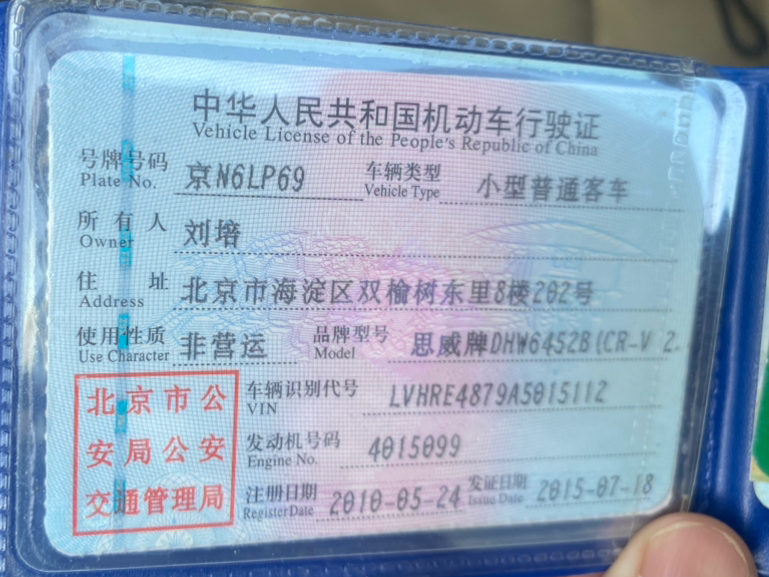 中华人民共和国机动车行驶证
Vehicle License of the People's Republic of China
号牌号码 京N6LP69 车辆类型 小型普通客车
Plate No. Vehicle Type
所有人 刘培
Owner
住址 北京市海淀区双榆树东里8楼202号
Address
使用性质 非营运 品牌型号 思威牌DHW6452B(CR-V 2.
Use Character Model
北京市公 车辆识别代号 LVHRE4879A5015112
VIN
安局公安 发动机号码 4015099
Engine No.
交通管理局 注册日期 2010-05-24 发证日期 2015-07-18
Register Date Issue Date